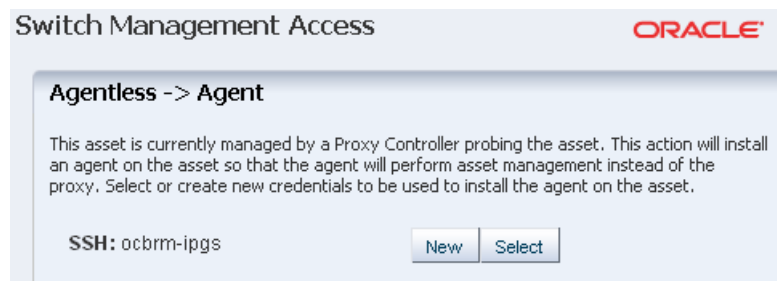 Switch Management Access
ORACLE
Agentless -> Agent
This asset is currently managed by a Proxy Controller probing the asset. This action will install
an agent on the asset so that the agent will perform asset management instead of the
proxy. Select or create new credentials to be used to install the agent on the asset.
SSH: ocbrm-ipgs
New
Select